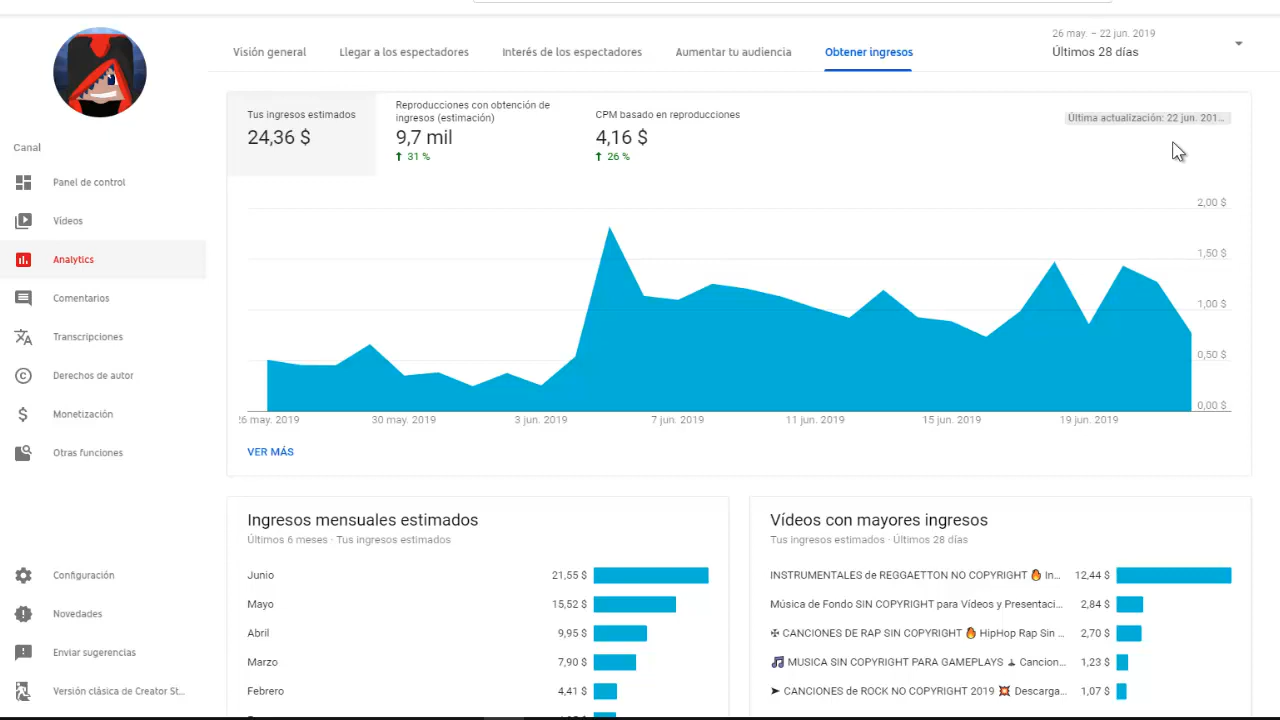 Visión general
Llegar a los espectadores
Interés de los espectadores
Aumentar tu audiencia
Obtener ingresos
26 may. – 22 jun. 2019
Últimos 28 días
Canal
Panel de control
Vídeos
Analytics
Comentarios
Transcripciones
Derechos de autor
Monetización
Otras funciones
Configuración
Novedades
Enviar sugerencias
Versión clásica de Creator St...
Tus ingresos estimados
24,36 $
Reproducciones con obtención de
ingresos (estimación)
9,7 mil
31 %
CPM basado en reproducciones
4,16 $
26 %
Última actualización: 22 jun. 201...
2,00 $
1,50 $
1,00 $
0,50 $
0,00 $
26 may. 2019
30 may. 2019
3 jun. 2019
7 jun. 2019
11 jun. 2019
15 jun. 2019
19 jun. 2019
VER MÁS
Ingresos mensuales estimados
Últimos 6 meses · Tus ingresos estimados
Junio 21,55 $
Mayo 15,52 $
Abril 9,95 $
Marzo 7,90 $
Febrero 4,41 $
Vídeos con mayores ingresos
Tus ingresos estimados · Últimos 28 días
INSTRUMENTALES de REGGAETTON NO COPYRIGHT 🔥 In... 12,44 $
Música de Fondo SIN COPYRIGHT para Vídeos y Presentaci... 2,84 $
✠ CANCIONES DE RAP SIN COPYRIGHT 🔥 HipHop Rap Sin ... 2,70 $
🎵 MUSICA SIN COPYRIGHT PARA GAMEPLAYS Cancion... 1,23 $
➤ CANCIONES de ROCK NO COPYRIGHT 2019 💥 Descarga... 1,07 $